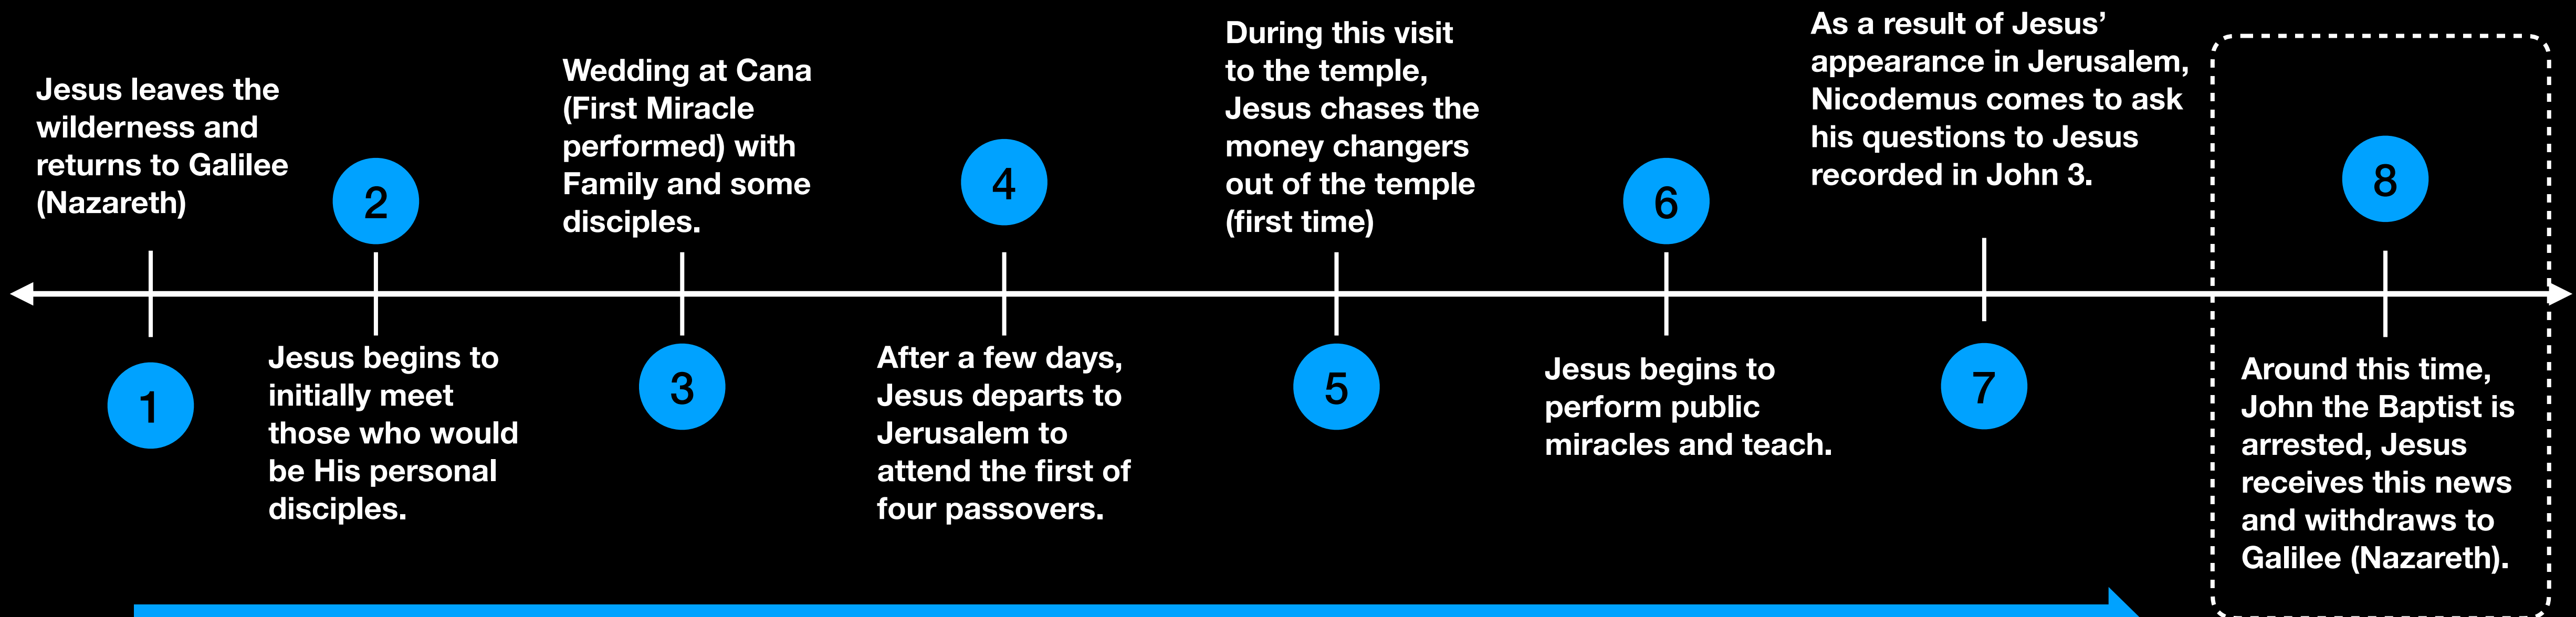 Jesus leaves the
wilderness and
returns to Galilee
(Nazareth)
1
2
Jesus begins to
initially meet
those who would
be His personal
disciples.
Wedding at Cana
(First Miracle
performed) with
Family and some
disciples.
3
4
After a few days,
Jesus departs to
Jerusalem to
attend the first of
four passovers.
During this visit
to the temple,
Jesus chases the
money changers
out of the temple
(first time)
5
6
Jesus begins to
perform public
miracles and teach.
As a result of Jesus’
appearance in Jerusalem,
Nicodemus comes to ask
his questions to Jesus
recorded in John 3.
7
8
Around this time,
John the Baptist is
arrested, Jesus
receives this news
and withdraws to
Galilee (Nazareth).